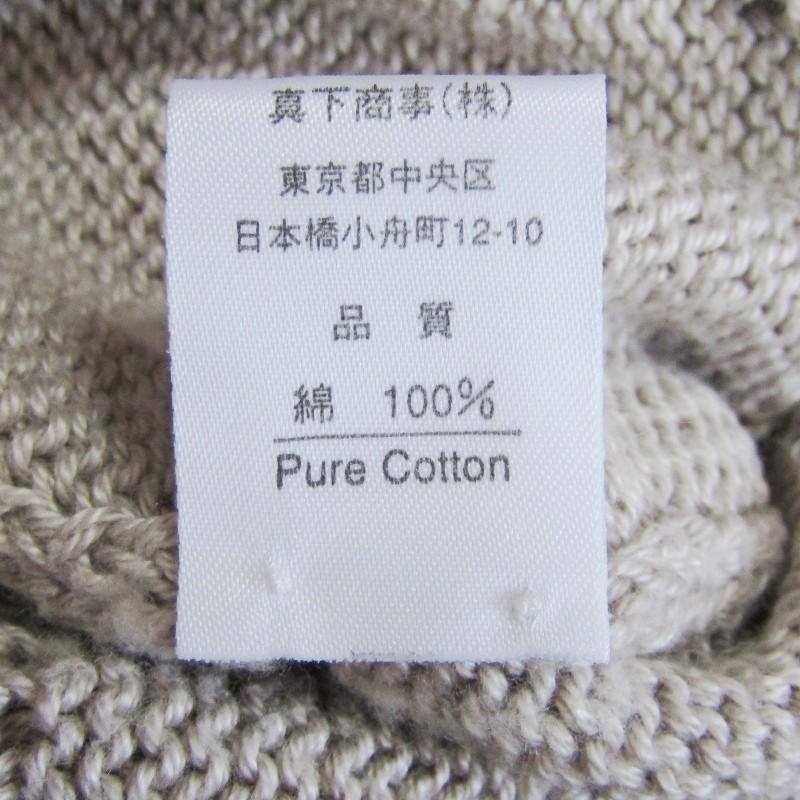 真下商事(株)
東京都中央区
日本橋小舟町12-10
品 質
綿 100%
Pure Cotton